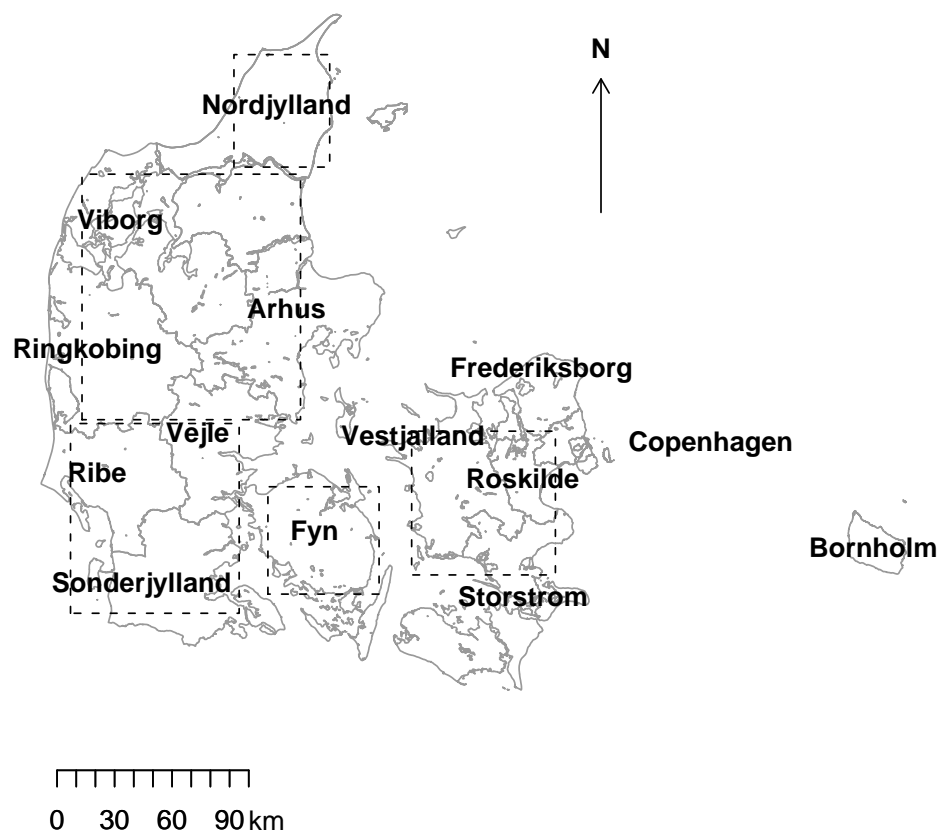 N
Nordjylland
Viborg
Arhus
Ringkobing
Frederiksborg
Vejle
Vestjalland
Copenhagen
Ribe
Roskilde
Fyn
Bornholm
Sonderjylland
Storstrom
0 30 60 90 km